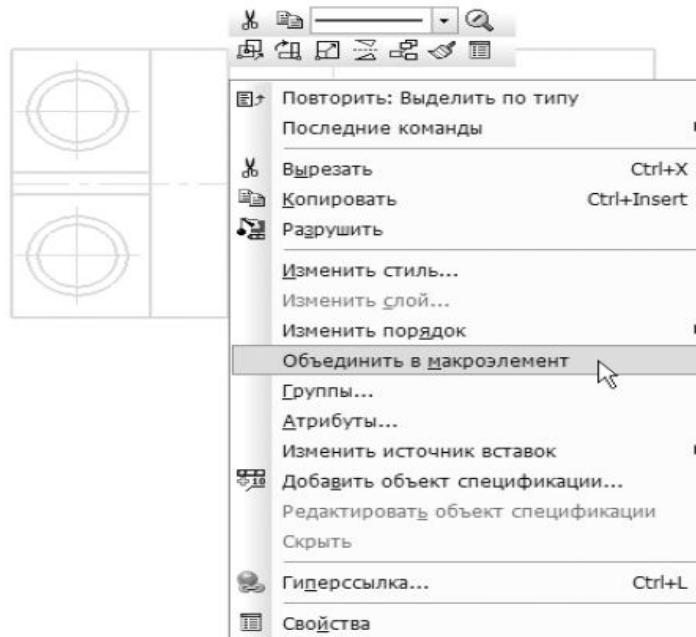 Повторить: Выделить по типу
Последние команды
Вырезать Ctrl+X
Копировать Ctrl+Insert
Разрушить
Изменить стиль...
Изменить слой...
Изменить порядок
Объединить в макроэлемент
Группы...
Атрибуты...
Изменить источник вставок
Добавить объект спецификации...
Редактировать объект спецификации
Скрыть
Гиперссылка... Ctrl+L
Свойства